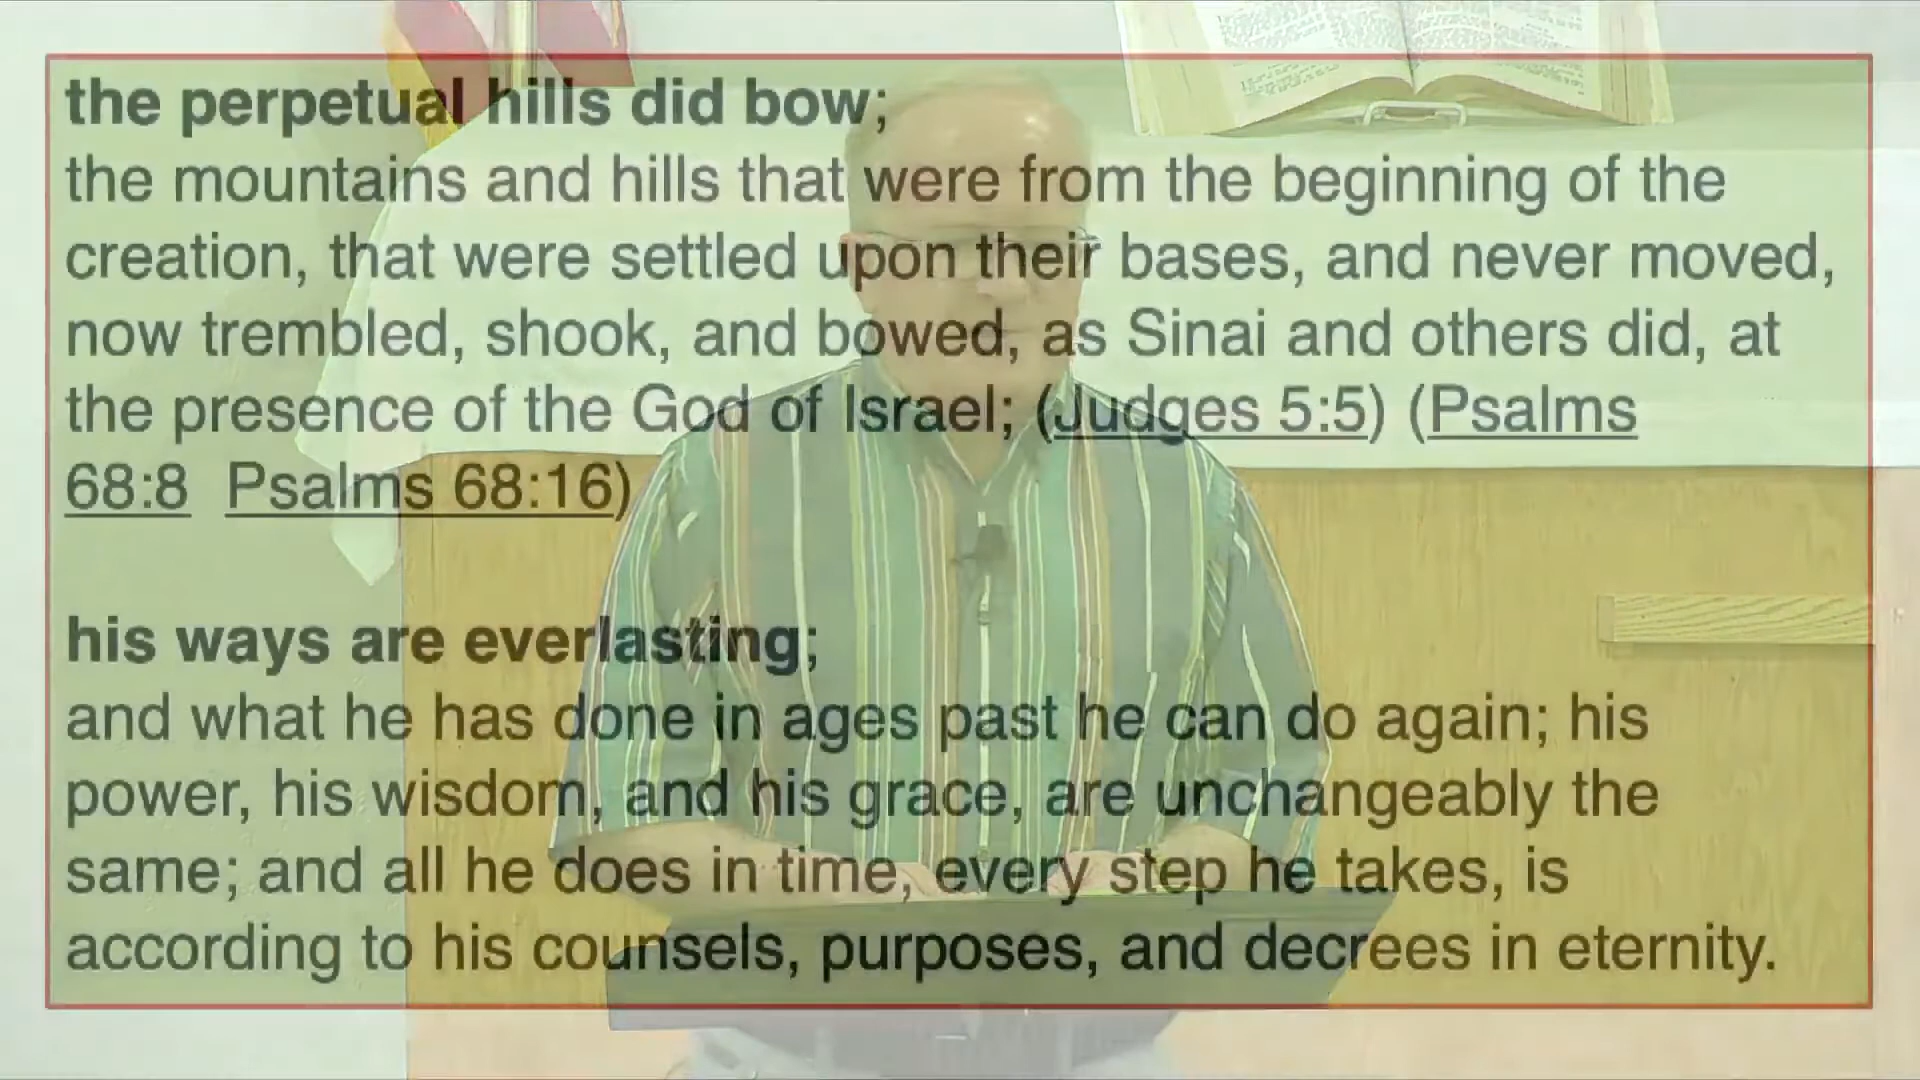 the perpetual hills did bow;
the mountains and hills that were from the beginning of the
creation, that were settled upon their bases, and never moved,
now trembled, shook, and bowed, as Sinai and others did, at
the presence of the God of Israel; (Judges 5:5) (Psalms
68:8  Psalms 68:16)
his ways are everlasting;
and what he has done in ages past he can do again; his
power, his wisdom, and his grace, are unchangeably the
same; and all he does in time, every step he takes, is
according to his counsels, purposes, and decrees in eternity.